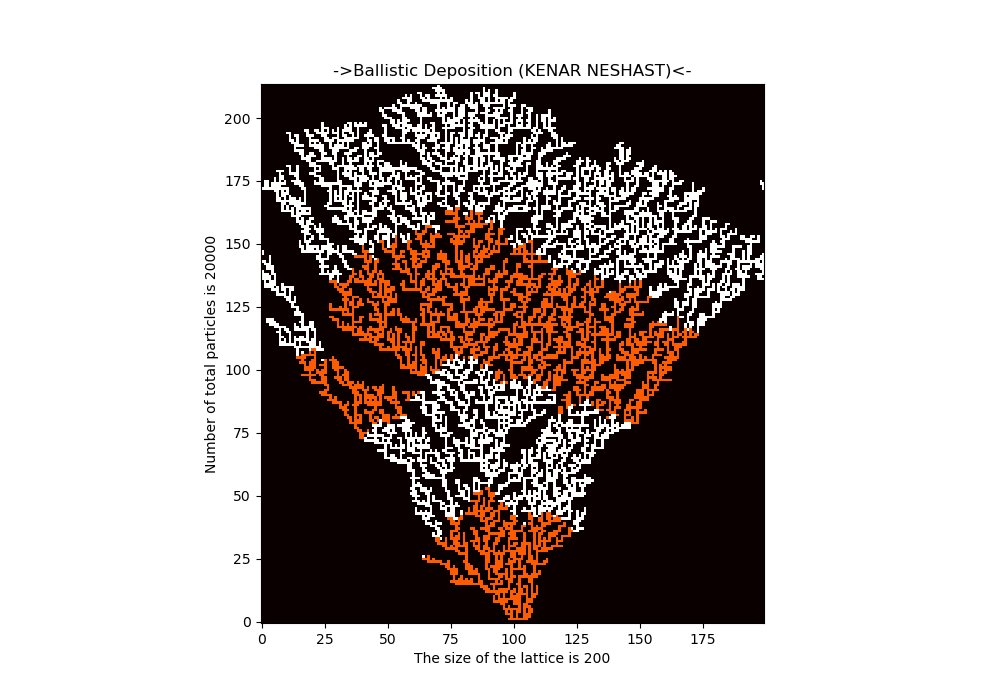 ->Ballistic Deposition (KENAR NESHAST)<-
Number of total particles is 20000
200
175
150
125
100
75
50
25
0
0 25 50 75 100 125 150 175
The size of the lattice is 200